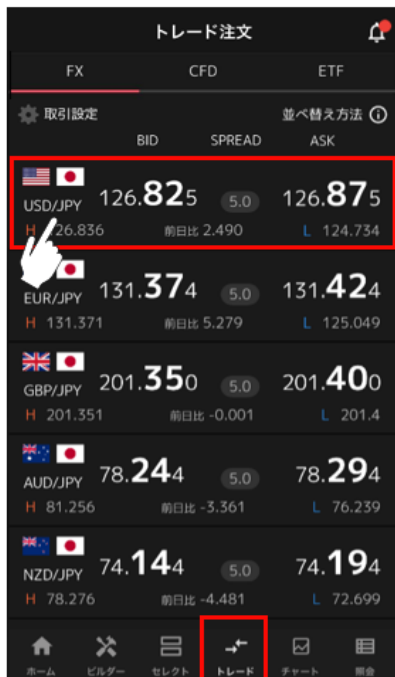 トレード注文
FX CFD ETF
取引設定 並べ替え方法
BID SPREAD ASK
USD/JPY 126.825 5.0 126.875
H 26.836 前日比 2.490 L 124.734
EUR/JPY 131.374 5.0 131.424
H 131.371 前日比 5.279 L 125.049
GBP/JPY 201.350 5.0 201.400
H 201.351 前日比 -0.001 L 201.4
AUD/JPY 78.244 5.0 78.294
H 81.256 前日比 -3.361 L 76.239
NZD/JPY 74.144 5.0 74.194
H 78.276 前日比 -4.481 L 72.699
ホーム ビルダー セレクト トレード チャート 照会